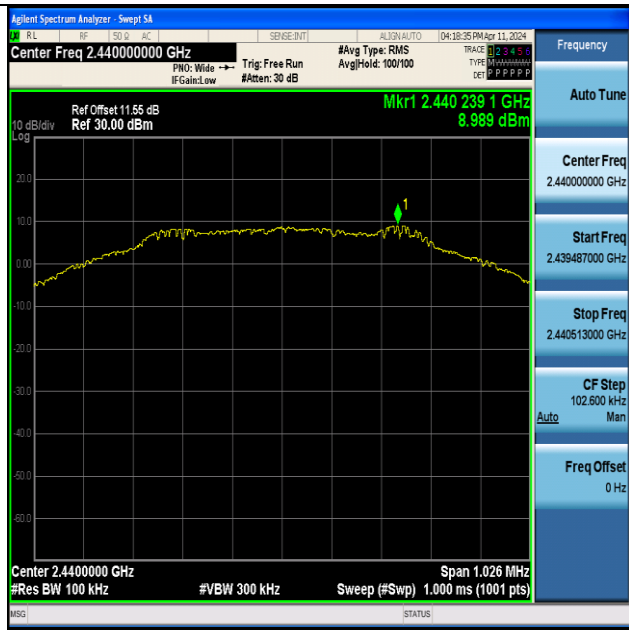 Agilent Spectrum Analyzer - Swept SA
RL RF 50 Ω AC SENSE:INT ALIGN AUTO 04:18:35 PM Apr 11, 2024
Center Freq 2.440000000 GHz
PNO: Wide
IFGain:Low
Trig: Free Run
#Atten: 30 dB
#Avg Type: RMS
Avg|Hold: 100/100
TRACE 1 2 3 4 5 6
TYPE
DET P P P P P P
Ref Offset 11.55 dB
10 dB/div Ref 30.00 dBm
Log
Mkr1 2.440 239 1 GHz
8.989 dBm
1
20.0
10.0
0.00
-10.0
-20.0
-30.0
-40.0
-50.0
-60.0
Center 2.4400000 GHz Span 1.026 MHz
#Res BW 100 kHz #VBW 300 kHz Sweep (#Swp) 1.000 ms (1001 pts)
MSG STATUS
Frequency
Auto Tune
Center Freq
2.440000000 GHz
Start Freq
2.439487000 GHz
Stop Freq
2.440513000 GHz
CF Step
102.600 kHz
Auto Man
Freq Offset
0 Hz